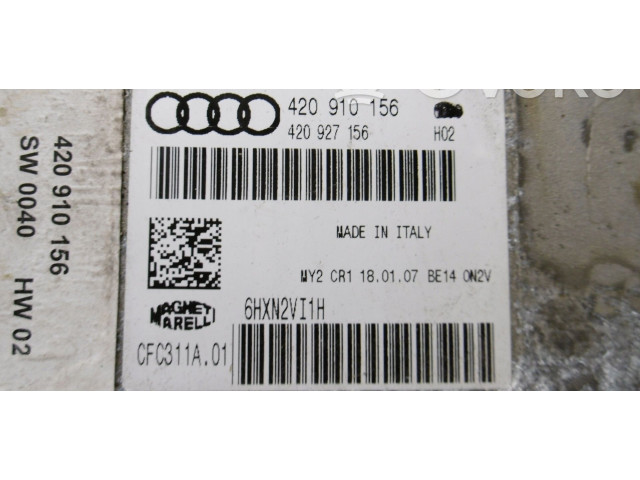 420 910 156
420 927 156 H02
MADE IN ITALY
MY2 CR1 18.01.07 BE14 0N2V
MAGNETI
MARELLI
6HXN2VI1H
CFC311A.01
420 910 156
SW 0040 HW 02